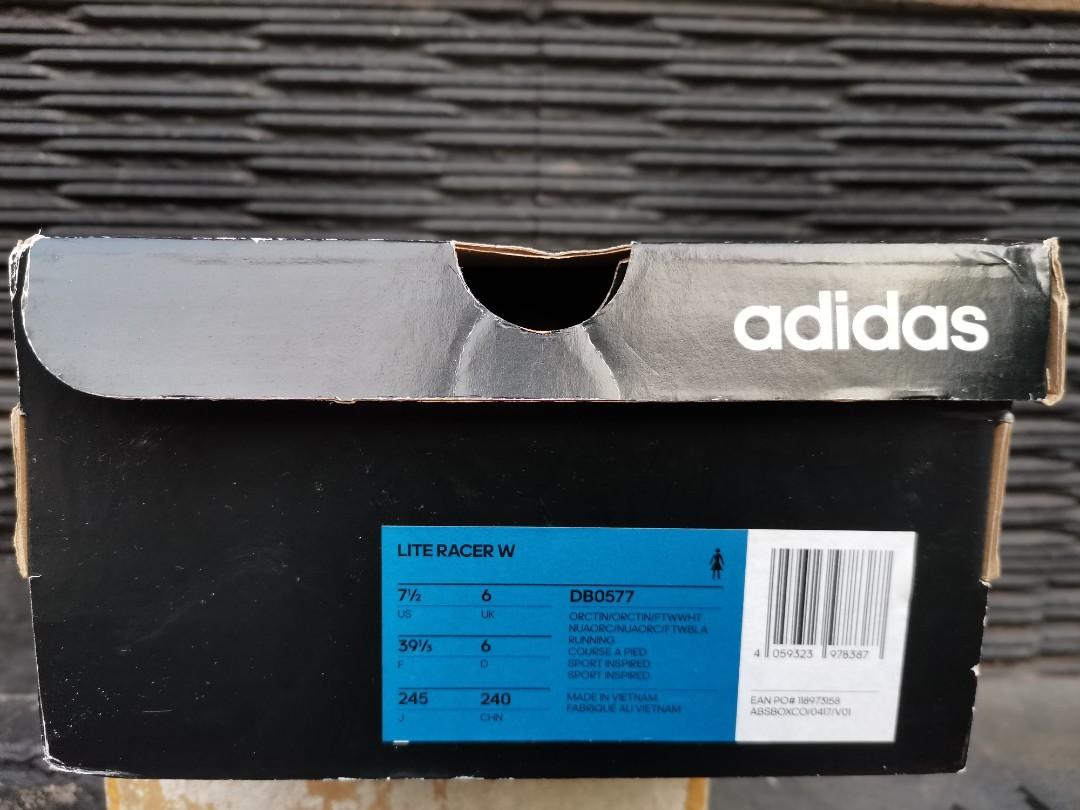 adidas
LITE RACER W
7½ 6 DB0577
US UK
ORCTIN/ORCTIN/FTWWHT
NUAORC/NUAORC/FTWBLA
RUNNING
39⅓ 6
COURSE A PIED
F D
SPORT INSPIRED
SPORT INSPIRED
245 240
J CHN
MADE IN VIETNAM
FABRIQUE AU VIETNAM
4 059323 978387
EAN PO# 118973158
ABSBOXCO/0417/V01